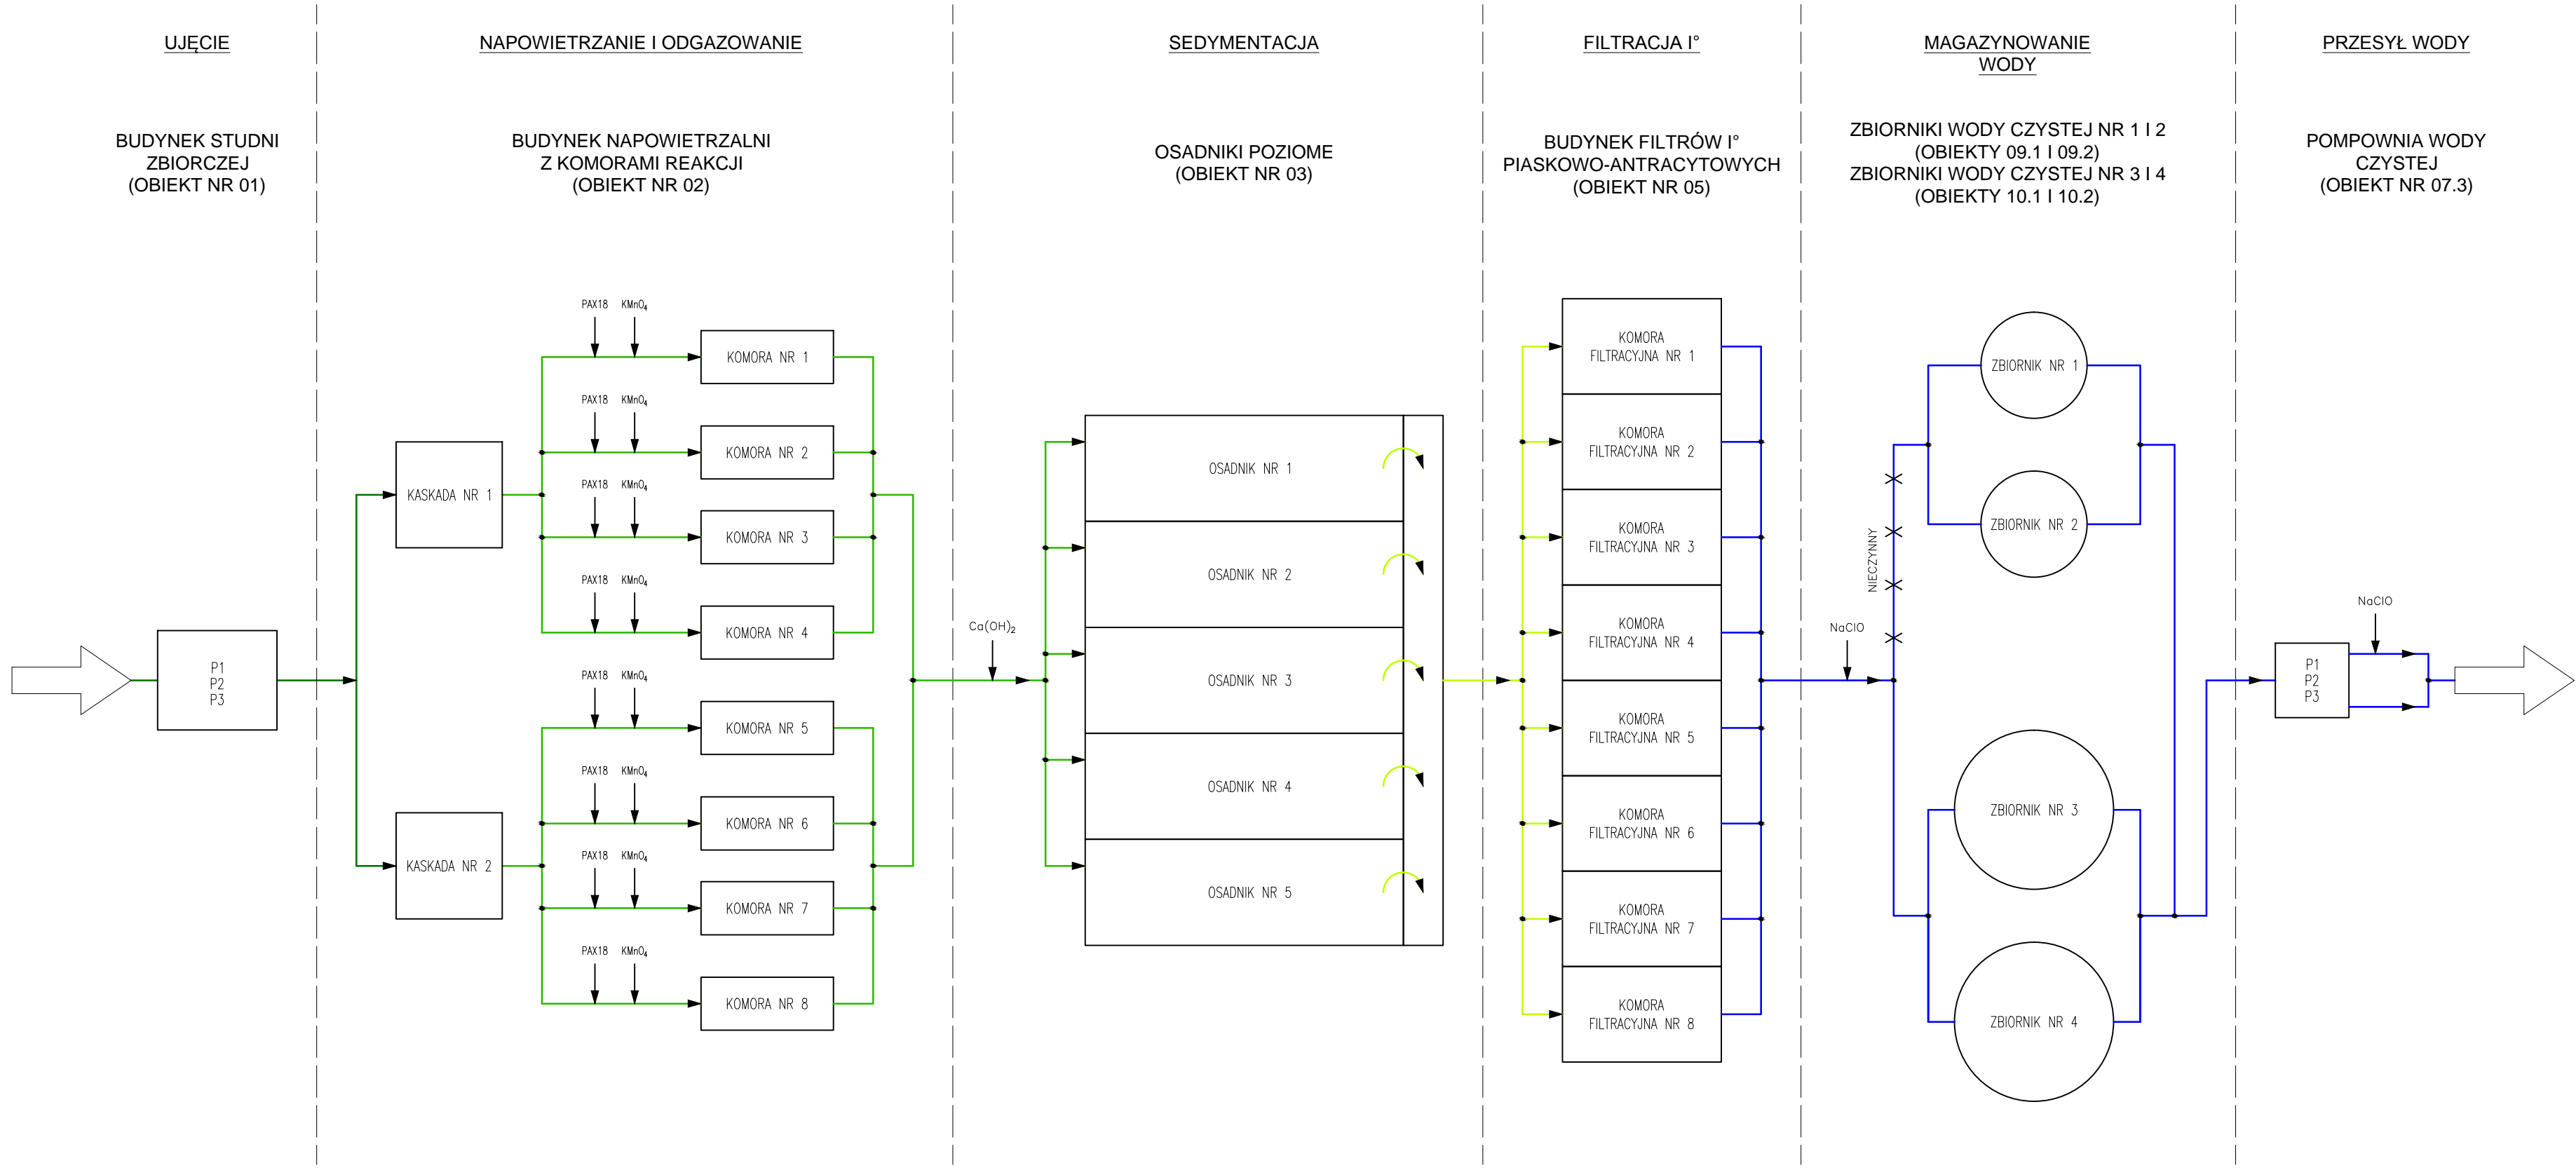 UJĘCIE
BUDYNEK STUDNI
ZBIORCZEJ
(OBIEKT NR 01)
P1
P2
P3
NAPOWIETRZANIE I ODGAZOWANIE
BUDYNEK NAPOWIETRZALNI
Z KOMORAMI REAKCJI
(OBIEKT NR 02)
KASKADA NR 1
KASKADA NR 2
PAX18 KMnO₄
KOMORA NR 1
PAX18 KMnO₄
KOMORA NR 2
PAX18 KMnO₄
KOMORA NR 3
PAX18 KMnO₄
KOMORA NR 4
PAX18 KMnO₄
KOMORA NR 5
PAX18 KMnO₄
KOMORA NR 6
PAX18 KMnO₄
KOMORA NR 7
PAX18 KMnO₄
KOMORA NR 8
SEDYMENTACJA
OSADNIKI POZIOME
(OBIEKT NR 03)
Ca(OH)₂
OSADNIK NR 1
OSADNIK NR 2
OSADNIK NR 3
OSADNIK NR 4
OSADNIK NR 5
FILTRACJA I°
BUDYNEK FILTRÓW I°
PIASKOWO-ANTRACYTOWYCH
(OBIEKT NR 05)
KOMORA
FILTRACYJNA NR 1
KOMORA
FILTRACYJNA NR 2
KOMORA
FILTRACYJNA NR 3
KOMORA
FILTRACYJNA NR 4
KOMORA
FILTRACYJNA NR 5
KOMORA
FILTRACYJNA NR 6
KOMORA
FILTRACYJNA NR 7
KOMORA
FILTRACYJNA NR 8
MAGAZYNOWANIE
WODY
ZBIORNIKI WODY CZYSTEJ NR 1 I 2
(OBIEKTY 09.1 I 09.2)
ZBIORNIKI WODY CZYSTEJ NR 3 I 4
(OBIEKTY 10.1 I 10.2)
NaClO
NIECZYNNY
ZBIORNIK NR 1
ZBIORNIK NR 2
ZBIORNIK NR 3
ZBIORNIK NR 4
PRZESYŁ WODY
POMPOWNIA WODY
CZYSTEJ
(OBIEKT NR 07.3)
NaClO
P1
P2
P3